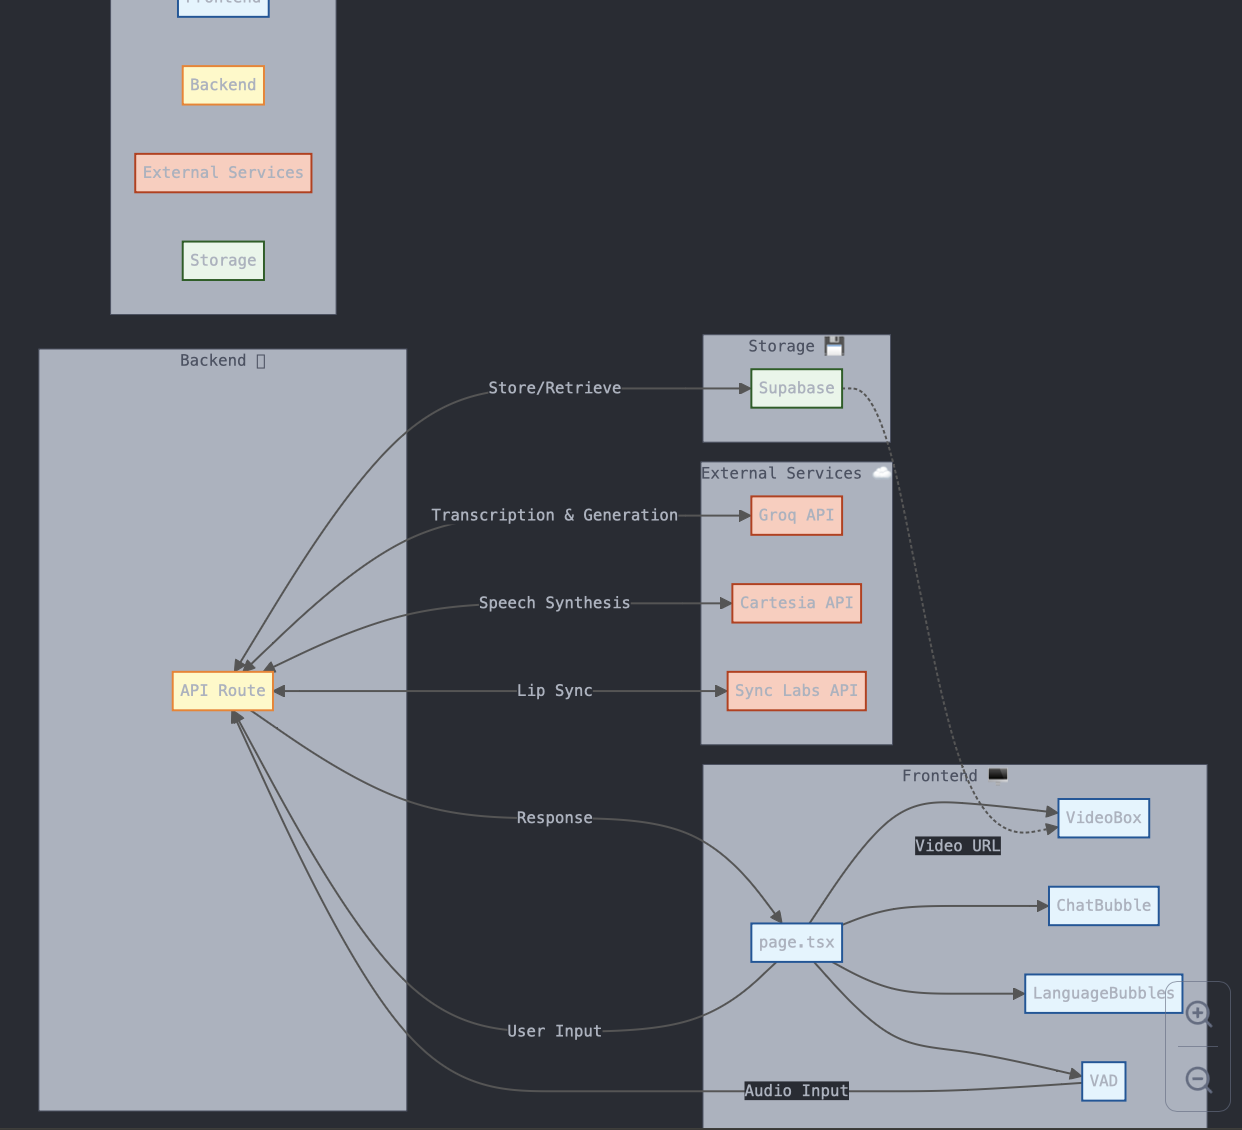 Frontend
Backend
External Services
Storage
Backend
Storage 💾
Supabase
External Services ☁️
Groq API
Cartesia API
Sync Labs API
Store/Retrieve
Transcription & Generation
Speech Synthesis
Lip Sync
API Route
Response
User Input
Audio Input
Frontend 🖥️
VideoBox
Video URL
ChatBubble
page.tsx
LanguageBubbles
VAD